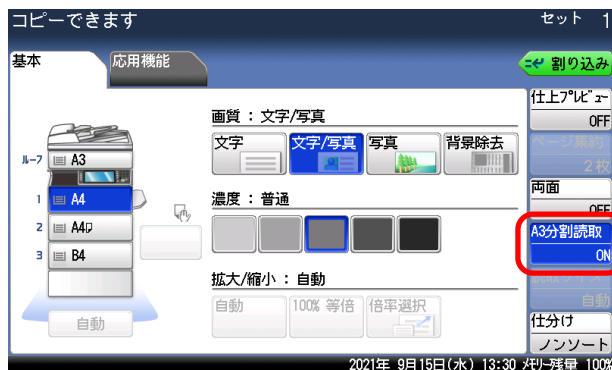 コピーできます
セット 1
基本
応用機能
割り込み
仕上プレビュー
OFF
ページ集約
2枚
両面
OFF
A3分割読取
ON
自動
仕分け
ノンソート
画質：文字/写真
文字
文字/写真
写真
背景除去
濃度：普通
拡大/縮小：自動
自動
100% 等倍
倍率選択
ﾙｰﾌ
A3
1
A4
2
A4
3
B4
自動
2021年 9月15日(水) 13:30 ﾒﾓﾘｰ残量 100%